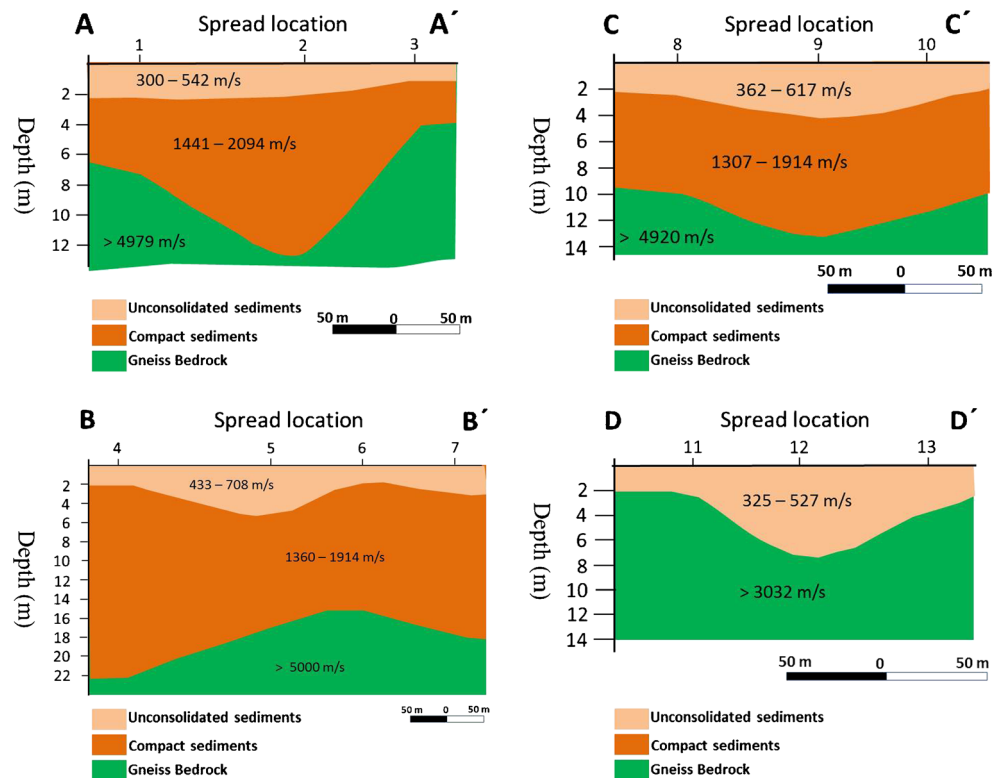 A Spread location A´
1 2 3
300 – 542 m/s
2
4
1441 – 2094 m/s
6
8
10
> 4979 m/s
12
Depth (m)
Unconsolidated sediments
Compact sediments
Gneiss Bedrock
50 m 0 50 m
C Spread location C´
8 9 10
2
362 – 617 m/s
4
6
1307 – 1914 m/s
8
10
12
> 4920 m/s
14
Depth (m)
50 m 0 50 m
Unconsolidated sediments
Compact sediments
Gneiss Bedrock
B Spread location B´
4 5 6 7
2
433 – 708 m/s
4
6
8
10
1360 – 1914 m/s
12
14
16
18
20
> 5000 m/s
22
Depth (m)
Unconsolidated sediments
Compact sediments
Gneiss Bedrock
50 m 0 50 m
D Spread location D´
11 12 13
2
325 – 527 m/s
4
6
8
10
> 3032 m/s
12
14
Depth (m)
50 m 0 50 m
Unconsolidated sediments
Compact sediments
Gneiss Bedrock